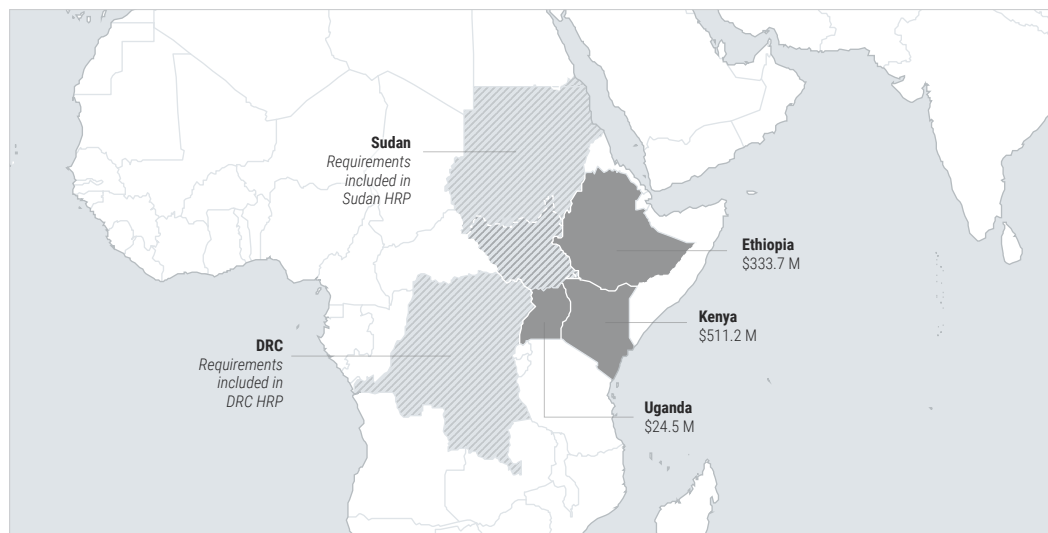 Sudan
Requirements
included in
Sudan HRP
Ethiopia
$333.7 M
Kenya
$511.2 M
DRC
Requirements
included in
DRC HRP
Uganda
$24.5 M